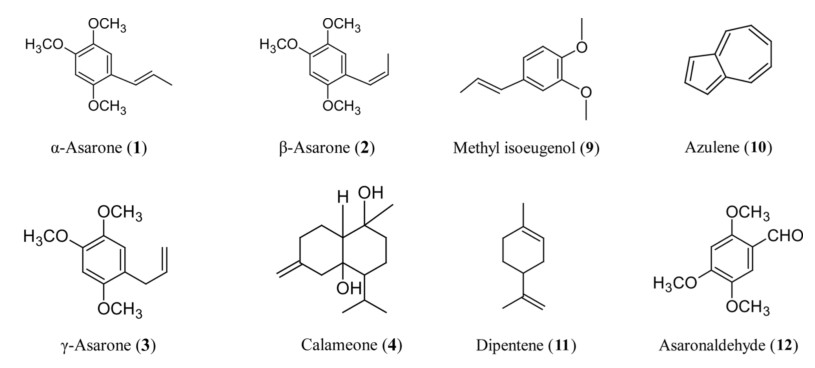 OCH3
H3CO
OCH3
α-Asarone (1)
OCH3
H3CO
OCH3
β-Asarone (2)
O
O
Methyl isoeugenol (9)
Azulene (10)
OCH3
H3CO
OCH3
γ-Asarone (3)
H OH
OH
Calameone (4)
Dipentene (11)
OCH3
CHO
H3CO
OCH3
Asaronaldehyde (12)